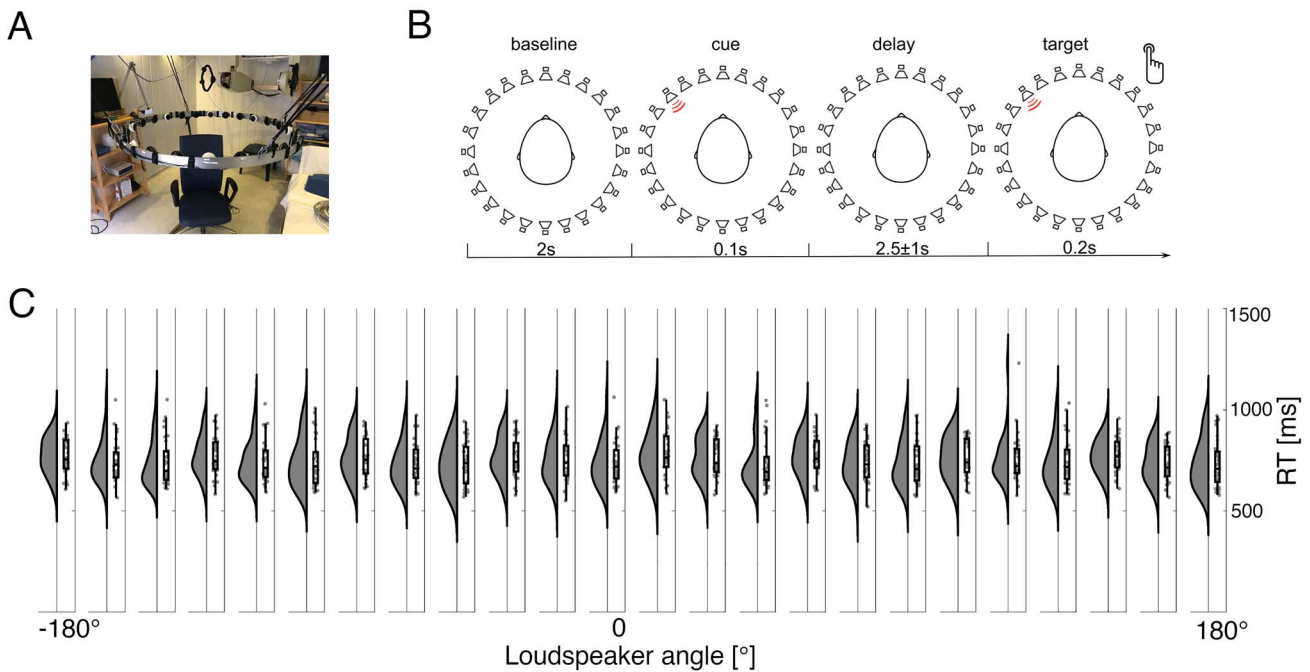 A
B
baseline cue delay target
2s 0.1s 2.5±1s 0.2s
C
1500
1000
500
RT [ms]
-180° 0 180°
Loudspeaker angle [°]